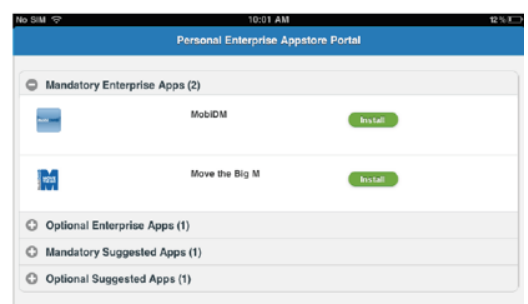 No SIM 10:01 AM 12 %
Personal Enterprise Appstore Portal
Mandatory Enterprise Apps (2)
MobiDM Install
Move the Big M Install
Optional Enterprise Apps (1)
Mandatory Suggested Apps (1)
Optional Suggested Apps (1)